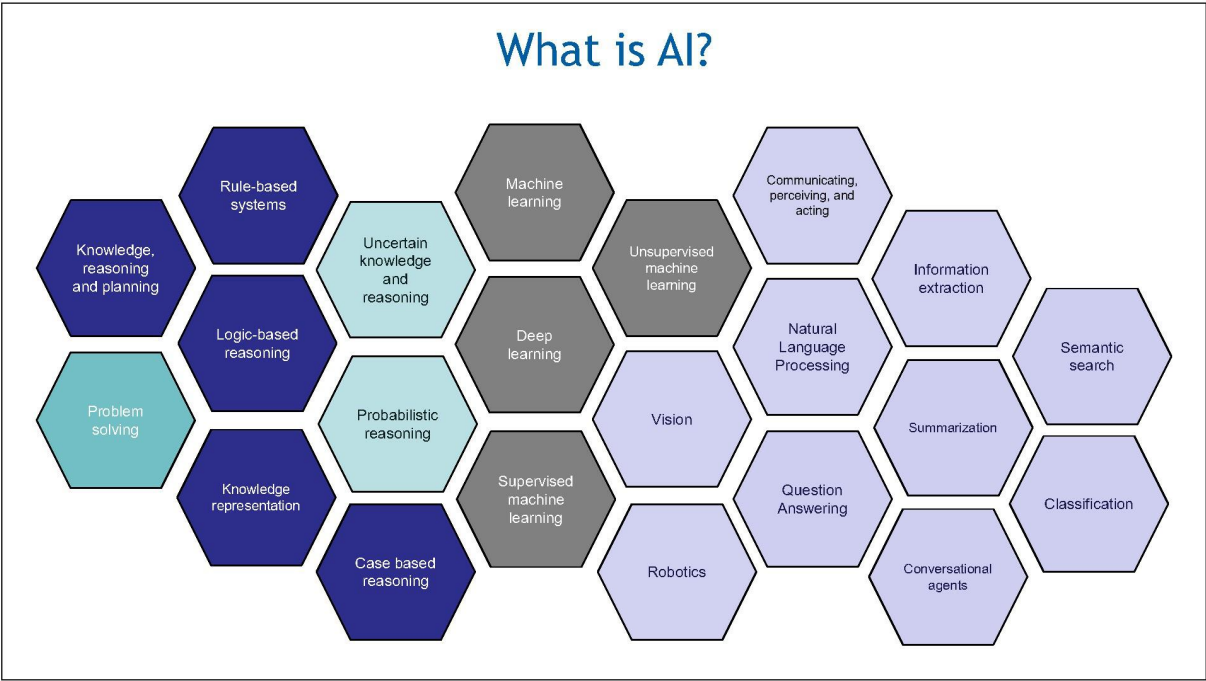 What is AI?
Knowledge,
reasoning
and planning
Problem
solving
Rule-based
systems
Logic-based
reasoning
Knowledge
representation
Uncertain
knowledge
and
reasoning
Probabilistic
reasoning
Case based
reasoning
Machine
learning
Deep
learning
Supervised
machine
learning
Unsupervised
machine
learning
Vision
Robotics
Communicating,
perceiving, and
acting
Natural
Language
Processing
Question
Answering
Information
extraction
Summarization
Conversational
agents
Semantic
search
Classification